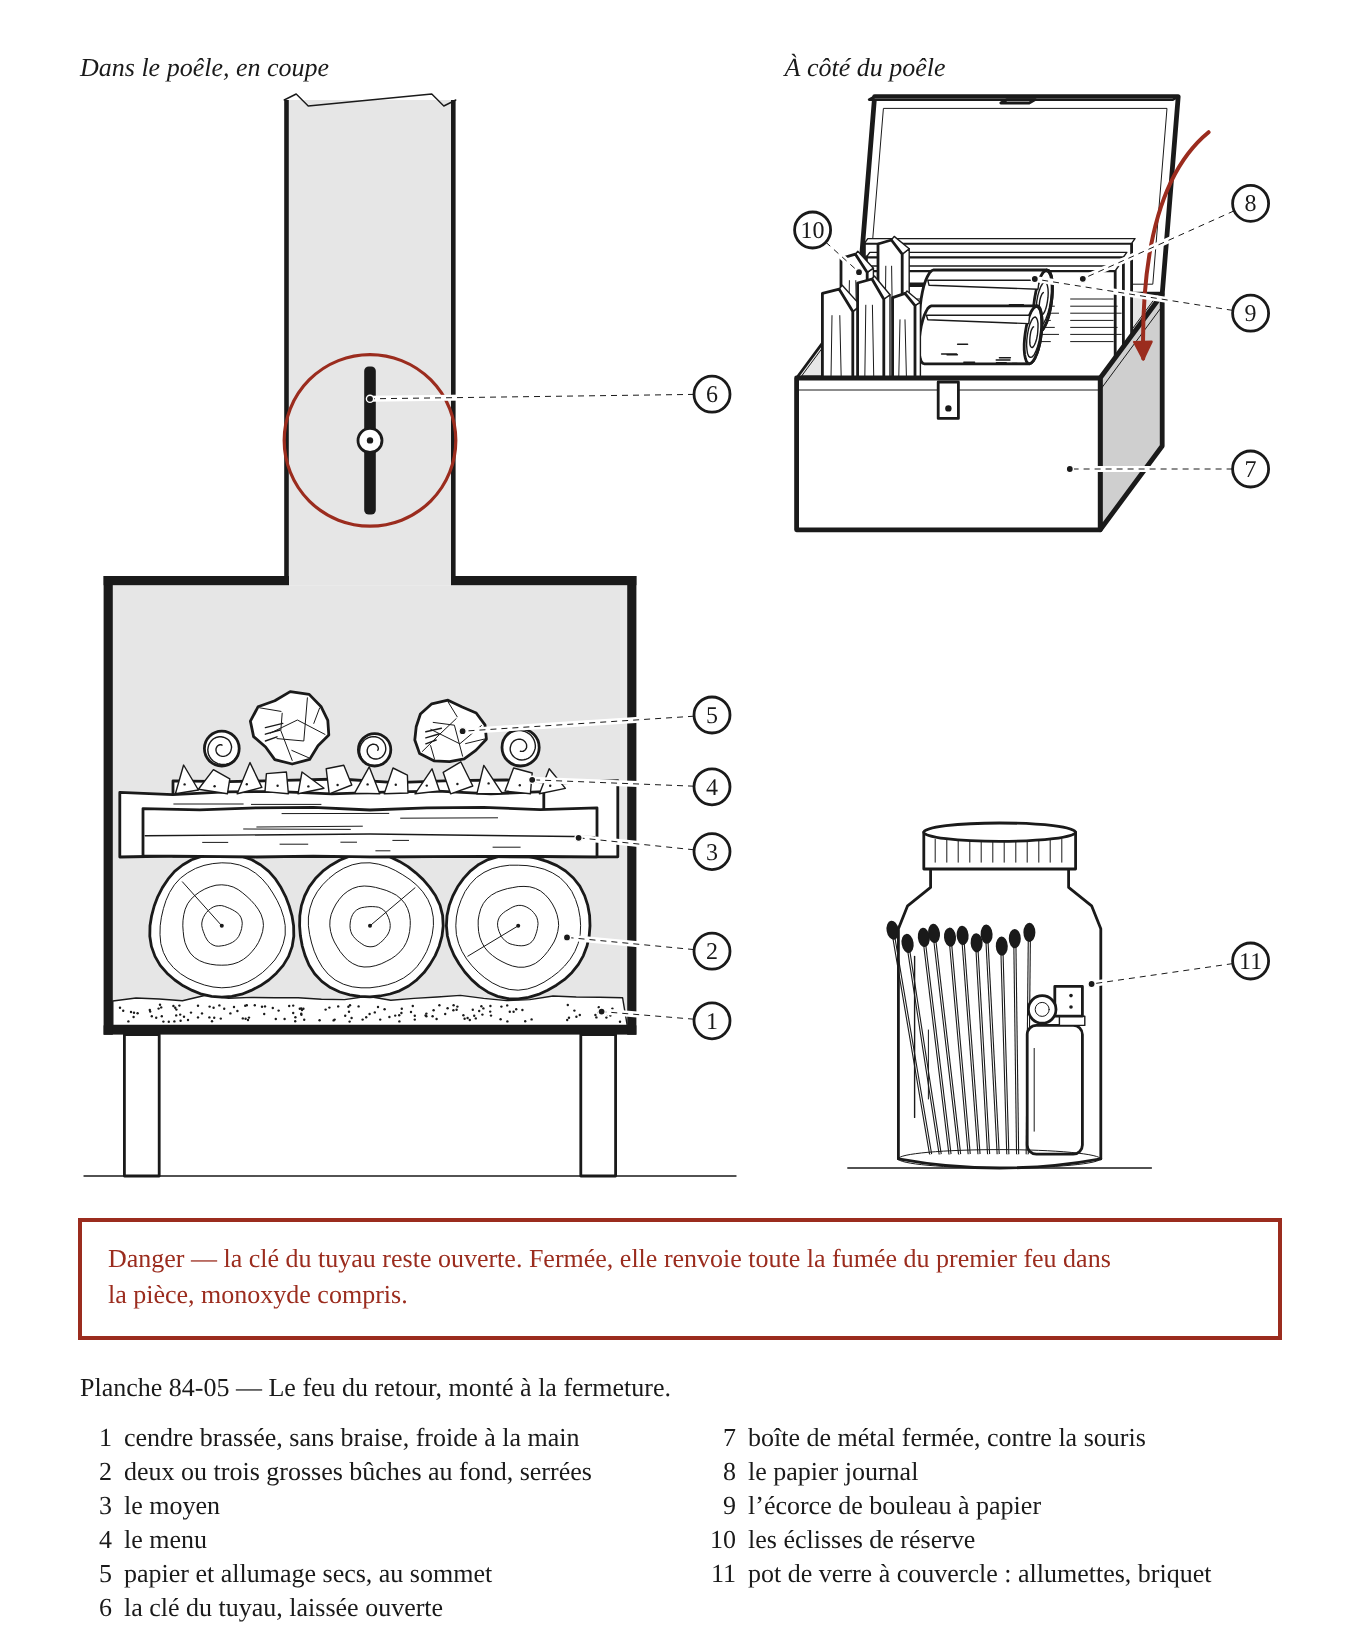 Dans le poêle, en coupe
À côté du poêle
8
10
9
6
7
5
4
3
2
11
1
Danger — la clé du tuyau reste ouverte. Fermée, elle renvoie toute la fumée du premier feu dans
la pièce, monoxyde compris.
Planche 84-05 — Le feu du retour, monté à la fermeture.
1 cendre brassée, sans braise, froide à la main
2 deux ou trois grosses bûches au fond, serrées
3 le moyen
4 le menu
5 papier et allumage secs, au sommet
6 la clé du tuyau, laissée ouverte
7 boîte de métal fermée, contre la souris
8 le papier journal
9 l’écorce de bouleau à papier
10 les éclisses de réserve
11 pot de verre à couvercle : allumettes, briquet